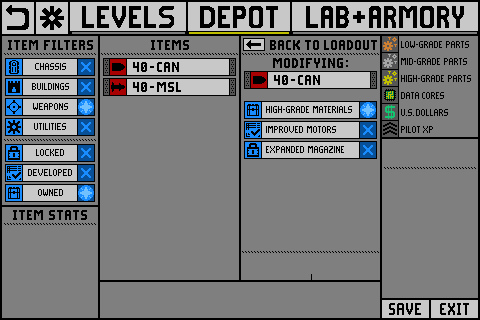 LEVELS DEPOT LAB+ARMORY
ITEM FILTERS
CHASSIS
BUILDINGS
WEAPONS
UTILITIES
LOCKED
DEVELOPED
OWNED
ITEM STATS
ITEMS
40-CAN
40-MSL
BACK TO LOADOUT
MODIFYING:
40-CAN
HIGH-GRADE MATERIALS
IMPROVED MOTORS
EXPANDED MAGAZINE
LOW-GRADE PARTS
MID-GRADE PARTS
HIGH-GRADE PARTS
DATA CORES
U.S. DOLLARS
PILOT XP
SAVE EXIT